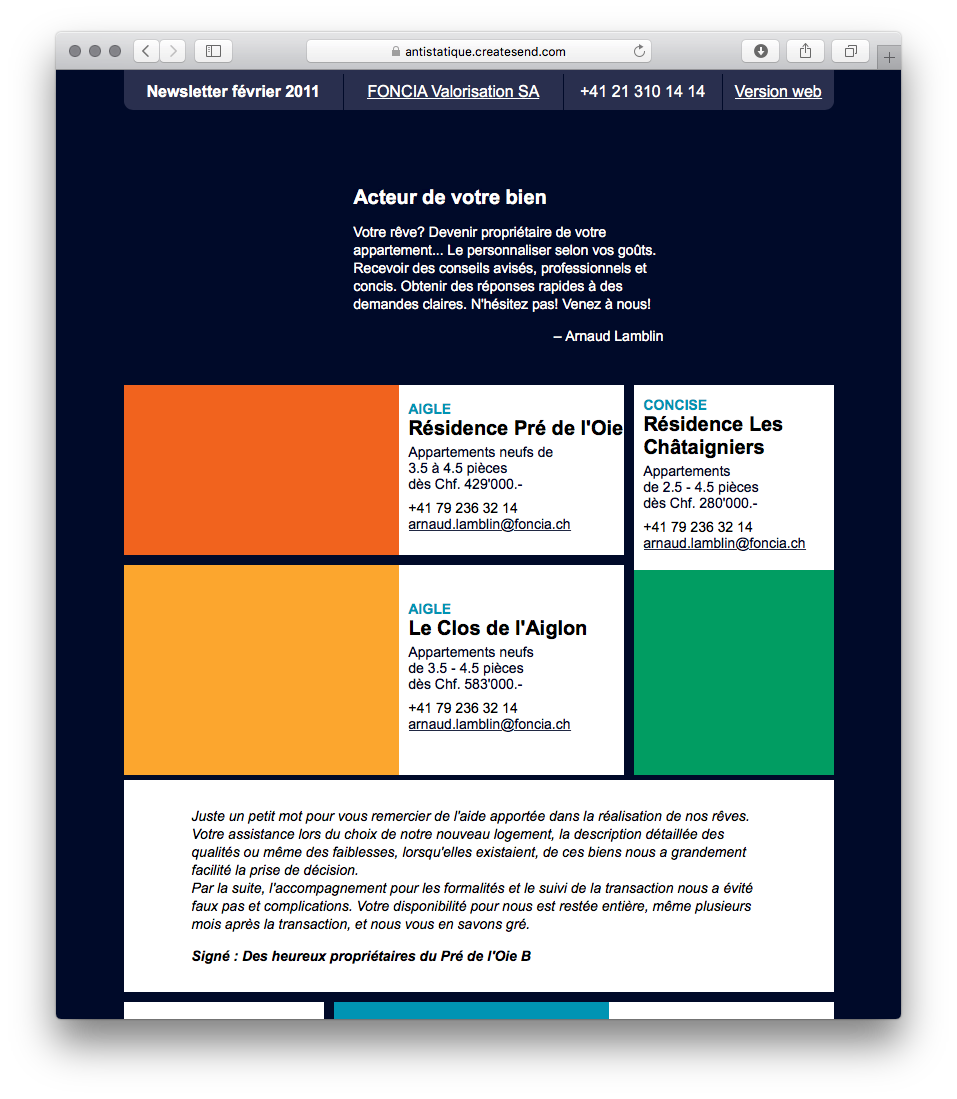 antistatique.createsend.com
Newsletter février 2011
FONCIA Valorisation SA
+41 21 310 14 14
Version web
Acteur de votre bien
Votre rêve? Devenir propriétaire de votre
appartement... Le personnaliser selon vos goûts.
Recevoir des conseils avisés, professionnels et
concis. Obtenir des réponses rapides à des
demandes claires. N'hésitez pas! Venez à nous!
– Arnaud Lamblin
AIGLE
Résidence Pré de l'Oie
Appartements neufs de
3.5 à 4.5 pièces
dès Chf. 429'000.-
+41 79 236 32 14
arnaud.lamblin@foncia.ch
CONCISE
Résidence Les
Châtaigniers
Appartements
de 2.5 - 4.5 pièces
dès Chf. 280'000.-
+41 79 236 32 14
arnaud.lamblin@foncia.ch
AIGLE
Le Clos de l'Aiglon
Appartements neufs
de 3.5 - 4.5 pièces
dès Chf. 583'000.-
+41 79 236 32 14
arnaud.lamblin@foncia.ch
Juste un petit mot pour vous remercier de l'aide apportée dans la réalisation de nos rêves.
Votre assistance lors du choix de notre nouveau logement, la description détaillée des
qualités ou même des faiblesses, lorsqu'elles existaient, de ces biens nous a grandement
facilité la prise de décision.
Par la suite, l'accompagnement pour les formalités et le suivi de la transaction nous a évité
faux pas et complications. Votre disponibilité pour nous est restée entière, même plusieurs
mois après la transaction, et nous vous en savons gré.
Signé : Des heureux propriétaires du Pré de l'Oie B